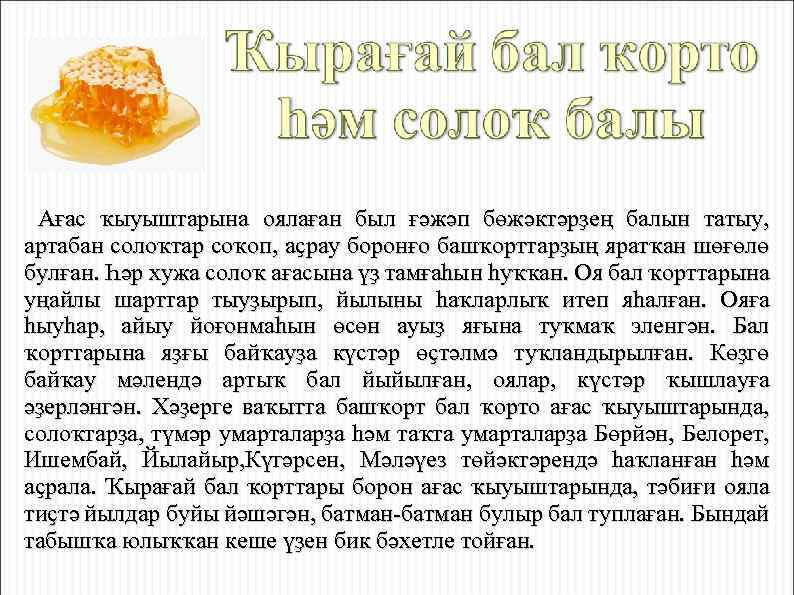 Ҡырағай бал ҡорто
һәм солоҡ балы
Ағас ҡыуыштарына оялаған был ғәжәп бөжәктәрҙең балын татыу,
артабан солоҡтар соҡоп, аҫрау боронғо башҡорттарҙың яратҡан шөғөлө
булған. Һәр хужа солоҡ ағасына үҙ тамғаһын һуҡҡан. Оя бал ҡорттарына
уңайлы шарттар тыуҙырып, йылыны һаҡларлыҡ итеп яһалған. Ояға
һыуһар, айыу йоғонмаһын өсөн ауыҙ яғына туҡмаҡ эленгән. Бал
ҡорттарына яҙғы байҡауҙа күстәр өҫтәлмә туҡландырылған. Көҙгө
байҡау мәлендә артыҡ бал йыйылған, оялар, күстәр ҡышлауға
әҙерләнгән. Хәҙерге ваҡытта башҡорт бал ҡорто ағас ҡыуыштарында,
солоҡтарҙа, түмәр умарталарҙа һәм таҡта умарталарҙа Бөрйән, Белорет,
Ишембай, Йылайыр,Күгәрсен, Мәләүез төйәктәрендә һаҡланған һәм
аҫрала. Ҡырағай бал ҡорттары борон ағас ҡыуыштарында, тәбиғи ояла
тиҫтә йылдар буйы йәшәгән, батман-батман булыр бал туплаған. Бындай
табышҡа юлыҡҡан кеше үҙен бик бәхетле тойған.